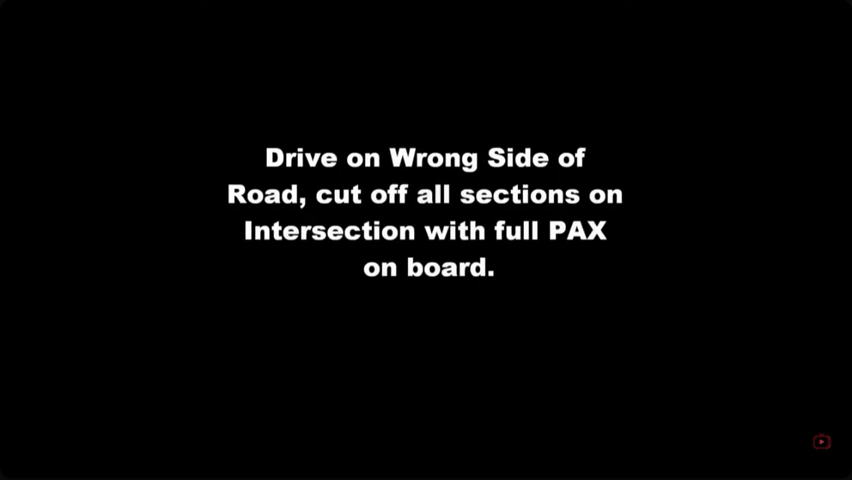 Drive on Wrong Side of
Road, cut off all sections on
Intersection with full PAX
on board.